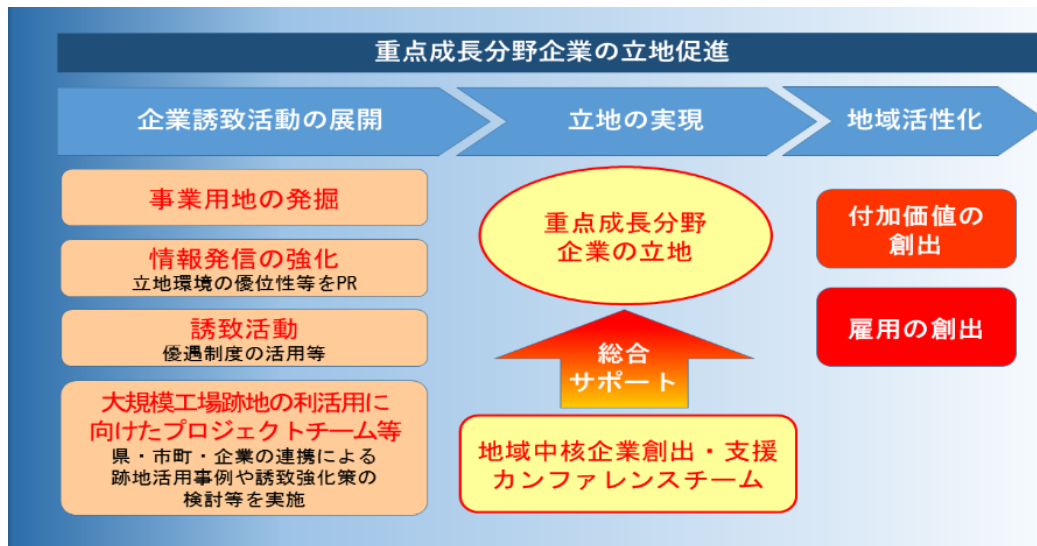 重点成長分野企業の立地促進
企業誘致活動の展開
立地の実現
地域活性化
事業用地の発掘
情報発信の強化
立地環境の優位性等をPR
誘致活動
優遇制度の活用等
大規模工場跡地の利活用に
向けたプロジェクトチーム等
県・市町・企業の連携による
跡地活用事例や誘致強化策の
検討等を実施
重点成長分野
企業の立地
総合
サポート
地域中核企業創出・支援
カンファレンスチーム
付加価値の
創出
雇用の創出